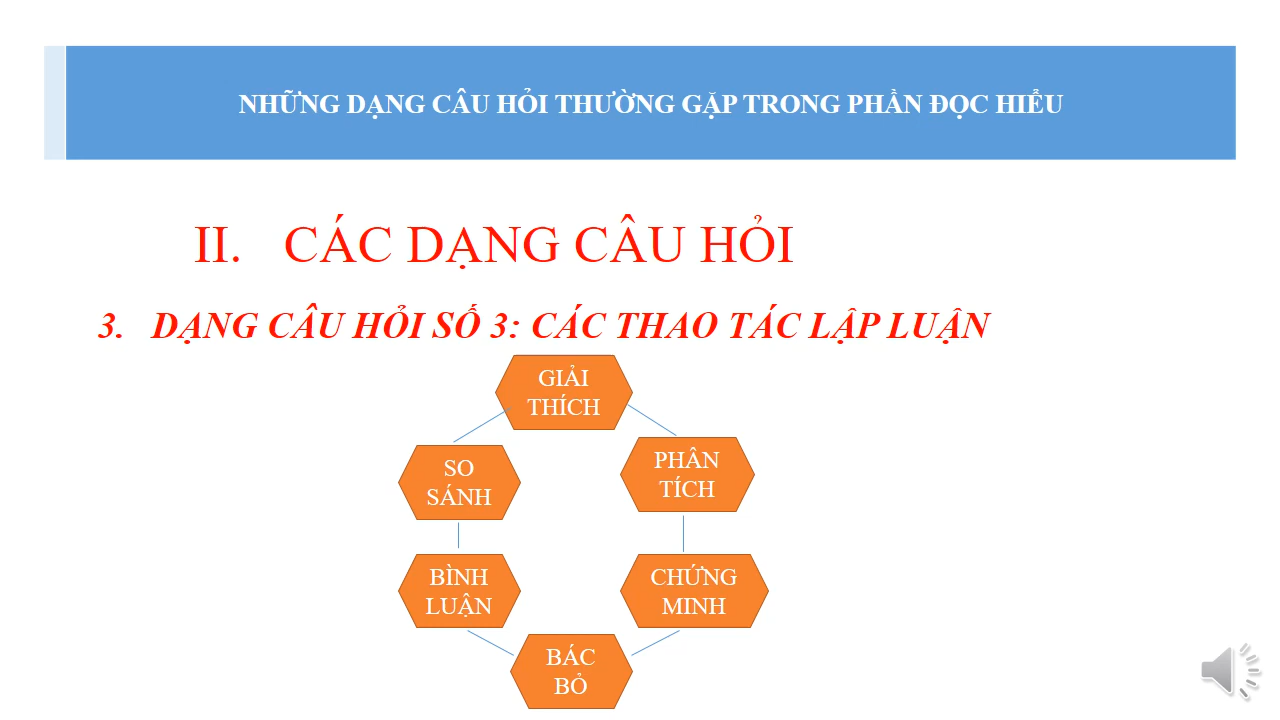 NHỮNG DẠNG CÂU HỎI THƯỜNG GẶP TRONG PHẦN ĐỌC HIỂU
II. CÁC DẠNG CÂU HỎI
3. DẠNG CÂU HỎI SỐ 3: CÁC THAO TÁC LẬP LUẬN
GIẢI
THÍCH
PHÂN
TÍCH
CHỨNG
MINH
BÁC
BỎ
BÌNH
LUẬN
SO
SÁNH